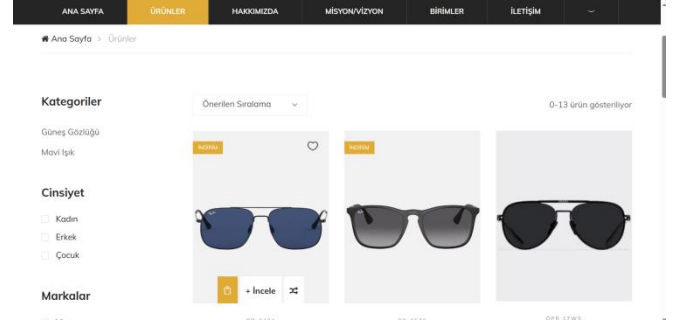 ANA SAYFA
ÜRÜNLER
HAKKIMIZDA
MİSYON/VİZYON
BİRİMLER
İLETİŞİM
Ana Sayfa > Ürünler
Kategoriler
Önerilen Sıralama
0-13 ürün gösteriliyor
Güneş Gözlüğü
Mavi Işık
İNDİRİM
İNDİRİM
Cinsiyet
Kadın
Erkek
Çocuk
+ İncele
Markalar